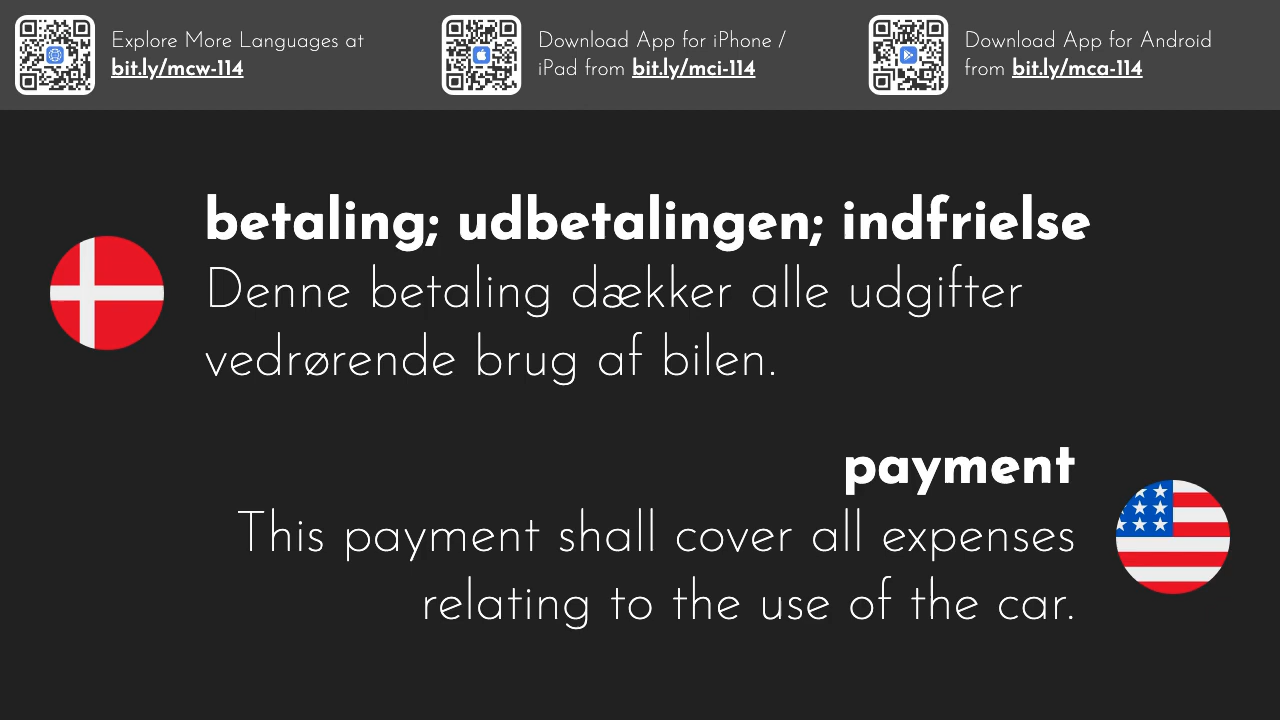 Explore More Languages at
bit.ly/mcw-114
Download App for iPhone /
iPad from bit.ly/mci-114
Download App for Android
from bit.ly/mca-114
betaling; udbetalingen; indfrielse
Denne betaling dækker alle udgifter
vedrørende brug af bilen.
payment
This payment shall cover all expenses
relating to the use of the car.